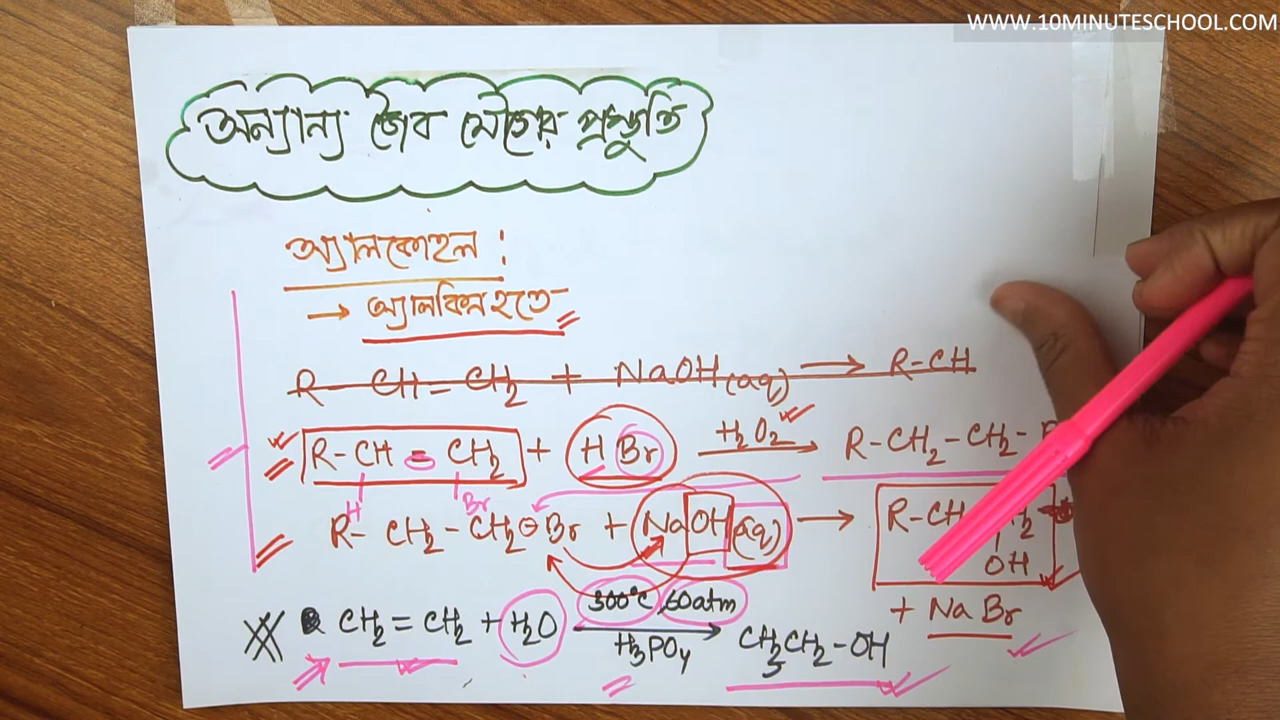 WWW.10MINUTESCHOOL.COM
অন্যান্য জৈব যৌগের প্রস্তুতি
অ্যালকোহল :
→ অ্যালকিন হতে
R-CH=CH₂ + NaOH(aq) → R-CH
R-CH=CH₂ + HBr H₂O₂ → R-CH₂-CH₂-
H Br
R-CH₂-CH₂-Br + NaOH(aq) → R-CH
OH
+ NaBr
CH₂=CH₂ + H₂O 300°C, 60atm H₃PO₄ → CH₃CH₂-OH